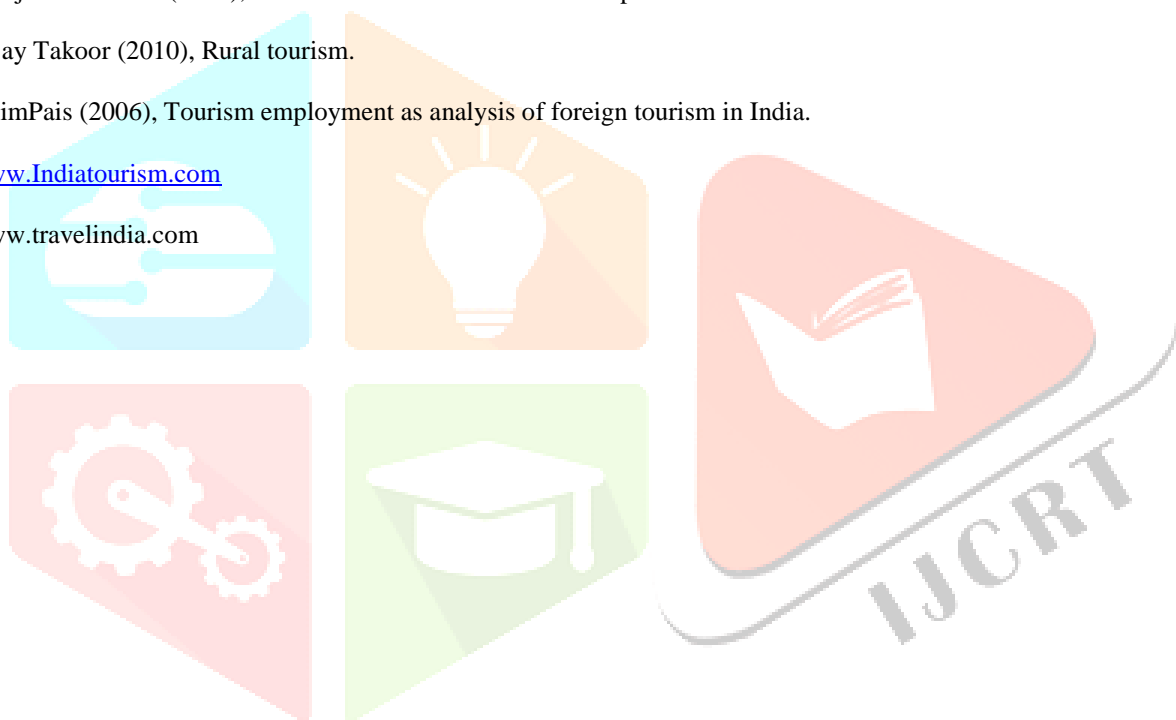 ay Takoor (2010), Rural tourism.
imPais (2006), Tourism employment as analysis of foreign tourism in India.
w.Indiatourism.com
w.travelindia.com
IJCRT